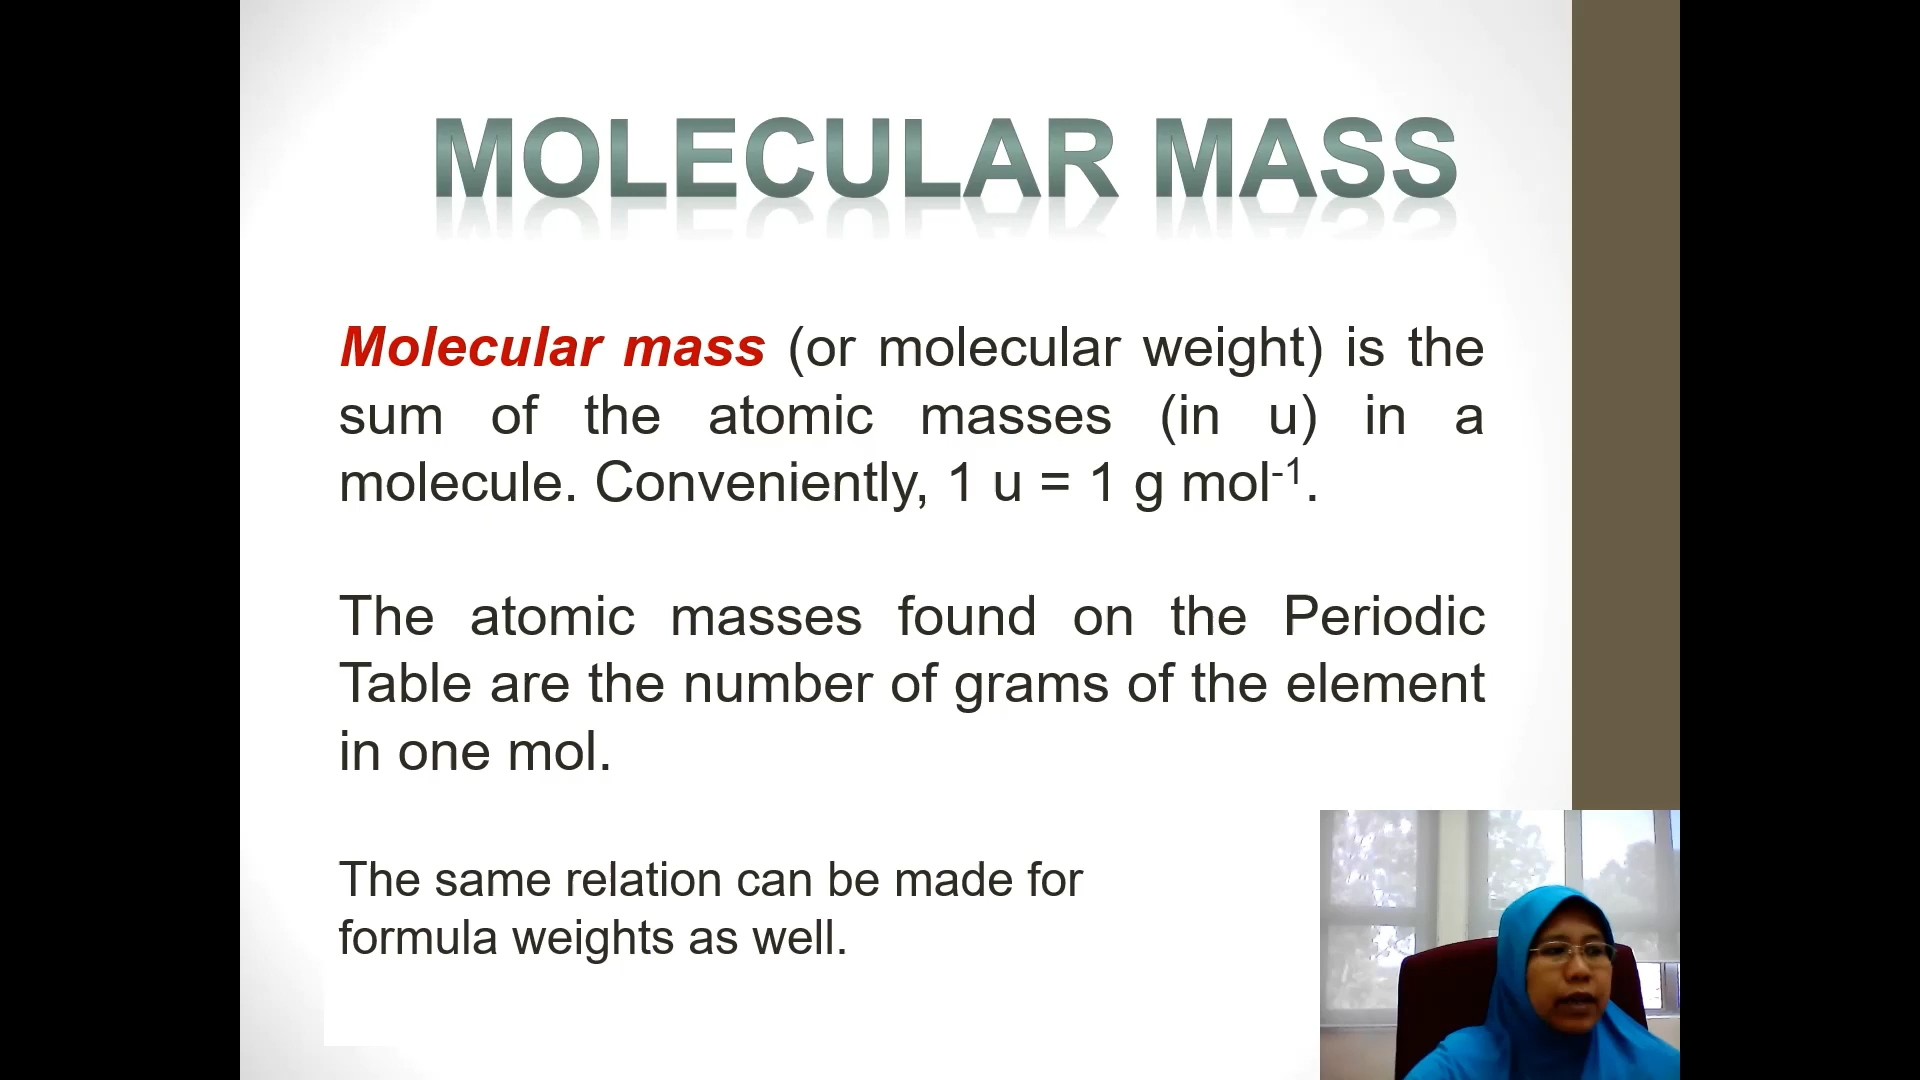 MOLECULAR MASS
Molecular mass (or molecular weight) is the
sum of the atomic masses (in u) in a
molecule. Conveniently, 1 u = 1 g mol⁻¹.
The atomic masses found on the Periodic
Table are the number of grams of the element
in one mol.
The same relation can be made for
formula weights as well.